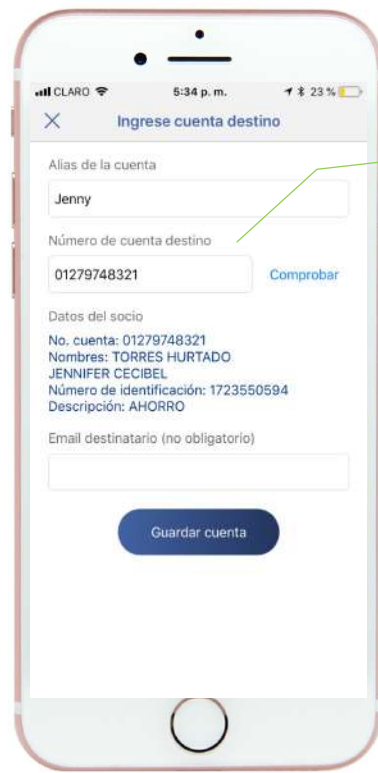 CLARO 5:34 p. m. 23 %
Ingrese cuenta destino
Alias de la cuenta
Jenny
Número de cuenta destino
01279748321 Comprobar
Datos del socio
No. cuenta: 01279748321
Nombres: TORRES HURTADO
JENNIFER CECIBEL
Número de identificación: 1723550594
Descripción: AHORRO
Email destinatario (no obligatorio)
Guardar cuenta